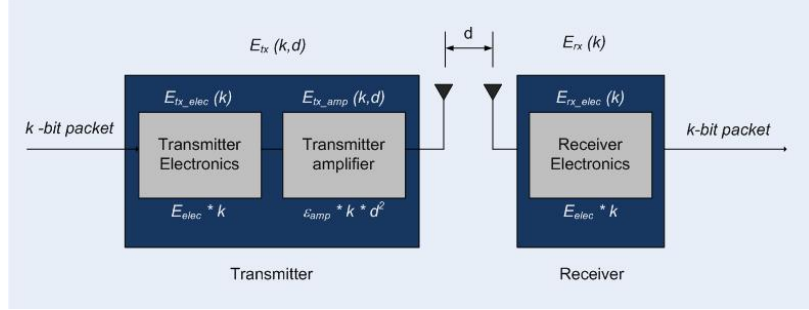 E_tx (k,d)
d
E_rx (k)
E_tx_elec (k)
E_tx_amp (k,d)
E_rx_elec (k)
k -bit packet
Transmitter
Electronics
Transmitter
amplifier
Receiver
Electronics
k-bit packet
E_elec * k
ε_amp * k * d²
E_elec * k
Transmitter
Receiver